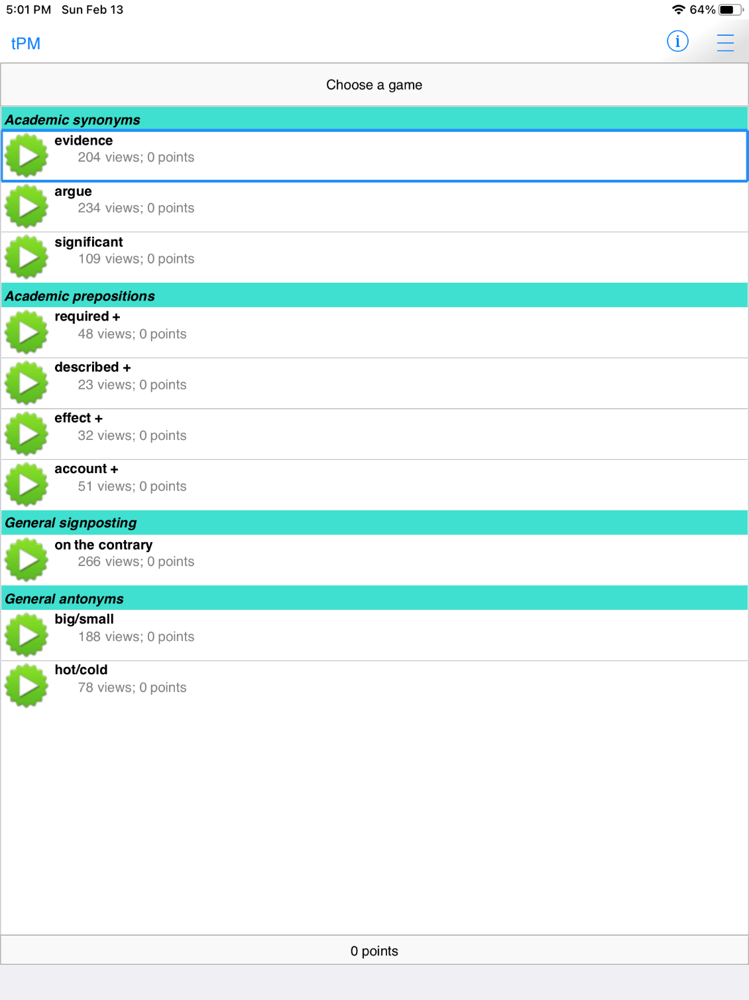 5:01 PM Sun Feb 13 64%
tPM
Choose a game
Academic synonyms
evidence
204 views; 0 points
argue
234 views; 0 points
significant
109 views; 0 points
Academic prepositions
required +
48 views; 0 points
described +
23 views; 0 points
effect +
32 views; 0 points
account +
51 views; 0 points
General signposting
on the contrary
266 views; 0 points
General antonyms
big/small
188 views; 0 points
hot/cold
78 views; 0 points
0 points